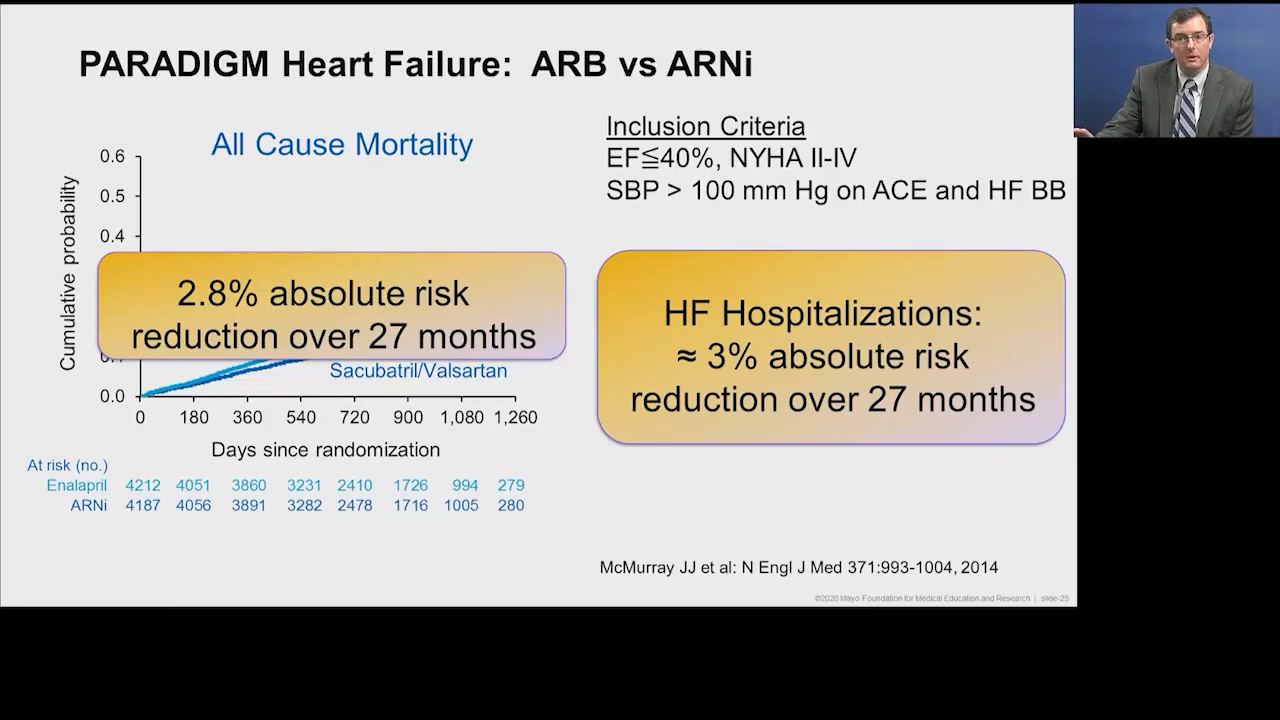 PARADIGM Heart Failure: ARB vs ARNi
All Cause Mortality
Cumulative probability
0.6
0.5
0.4
0.0
2.8% absolute risk
reduction over 27 months
Sacubatril/Valsartan
0 180 360 540 720 900 1,080 1,260
Days since randomization
At risk (no.)
Enalapril 4212 4051 3860 3231 2410 1726 994 279
ARNi 4187 4056 3891 3282 2478 1716 1005 280
Inclusion Criteria
EF≦40%, NYHA II-IV
SBP > 100 mm Hg on ACE and HF BB
HF Hospitalizations:
≈ 3% absolute risk
reduction over 27 months
McMurray JJ et al: N Engl J Med 371:993-1004, 2014
©2020 Mayo Foundation for Medical Education and Research | slide-25